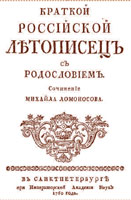 КРАТКОЙ
РОССІЙСКОЙ
ЛѢТОПИСЕЦЪ
СЪ
РОДОСЛОВІЕМЪ.
Сочиненіе
Михайла Ломоносова.
ВЪ САНКТПЕТЕРБУРГѢ
при Императорской Академіи Наукъ
1760 года.